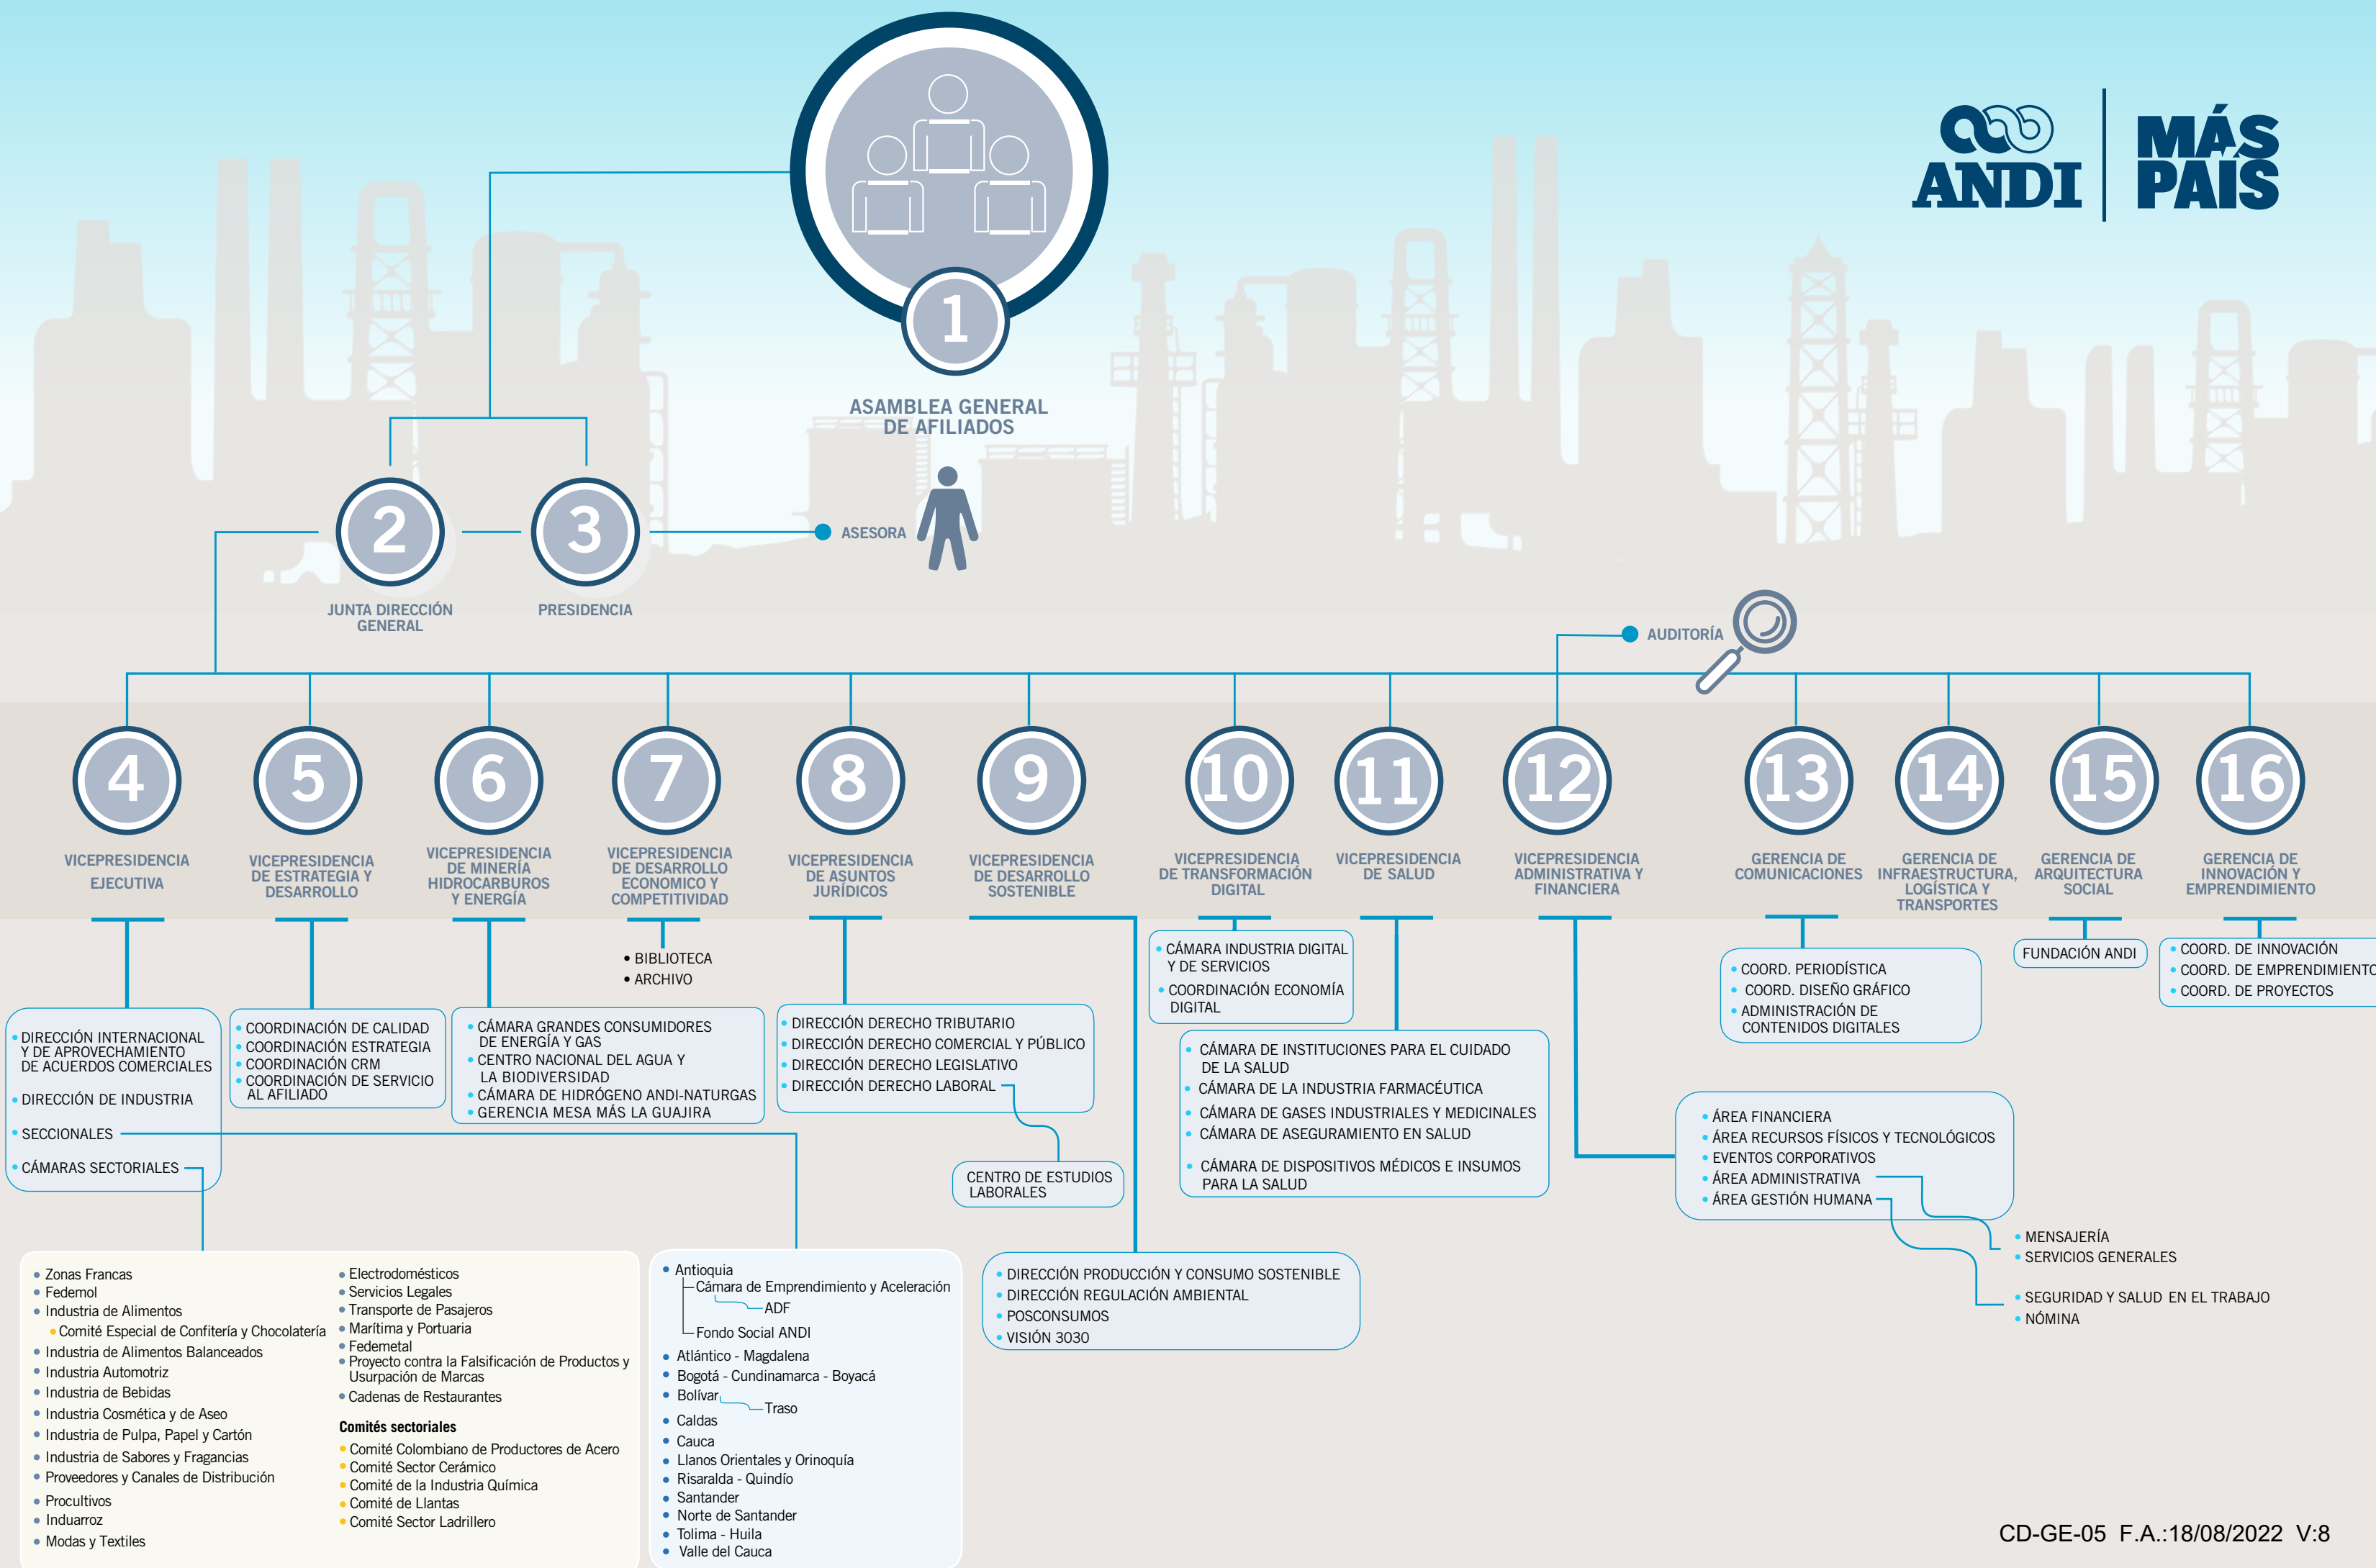 ANDI
MÁS
PAÍS
1
ASAMBLEA GENERAL
DE AFILIADOS
2
JUNTA DIRECCIÓN
GENERAL
3
PRESIDENCIA
ASESORA
AUDITORÍA
4
VICEPRESIDENCIA
EJECUTIVA
5
VICEPRESIDENCIA
DE ESTRATEGIA Y
DESARROLLO
6
VICEPRESIDENCIA
DE MINERÍA
HIDROCARBUROS
Y ENERGÍA
7
VICEPRESIDENCIA
DE DESARROLLO
ECONOMICO Y
COMPETITIVIDAD
8
VICEPRESIDENCIA
DE ASUNTOS
JURÍDICOS
9
VICEPRESIDENCIA
DE DESARROLLO
SOSTENIBLE
10
VICEPRESIDENCIA
DE TRANSFORMACIÓN
DIGITAL
11
VICEPRESIDENCIA
DE SALUD
12
VICEPRESIDENCIA
ADMINISTRATIVA Y
FINANCIERA
13
GERENCIA DE
COMUNICACIONES
14
GERENCIA DE
INFRAESTRUCTURA,
LOGÍSTICA Y
TRANSPORTES
15
GERENCIA DE
ARQUITECTURA
SOCIAL
16
GERENCIA DE
INNOVACIÓN Y
EMPRENDIMIENTO
• DIRECCIÓN INTERNACIONAL
Y DE APROVECHAMIENTO
DE ACUERDOS COMERCIALES
• DIRECCIÓN DE INDUSTRIA
• SECCIONALES
• CÁMARAS SECTORIALES
• COORDINACIÓN DE CALIDAD
• COORDINACIÓN ESTRATEGIA
• COORDINACIÓN CRM
• COORDINACIÓN DE SERVICIO
AL AFILIADO
• CÁMARA GRANDES CONSUMIDORES
DE ENERGÍA Y GAS
• CENTRO NACIONAL DEL AGUA Y
LA BIODIVERSIDAD
• CÁMARA DE HIDRÓGENO ANDI-NATURGAS
• GERENCIA MESA MÁS LA GUAJIRA
• BIBLIOTECA
• ARCHIVO
• DIRECCIÓN DERECHO TRIBUTARIO
• DIRECCIÓN DERECHO COMERCIAL Y PÚBLICO
• DIRECCIÓN DERECHO LEGISLATIVO
• DIRECCIÓN DERECHO LABORAL
CENTRO DE ESTUDIOS
LABORALES
• DIRECCIÓN PRODUCCIÓN Y CONSUMO SOSTENIBLE
• DIRECCIÓN REGULACIÓN AMBIENTAL
• POSCONSUMOS
• VISIÓN 3030
• CÁMARA INDUSTRIA DIGITAL
Y DE SERVICIOS
• COORDINACIÓN ECONOMÍA
DIGITAL
• CÁMARA DE INSTITUCIONES PARA EL CUIDADO
DE LA SALUD
• CÁMARA DE LA INDUSTRIA FARMACÉUTICA
• CÁMARA DE GASES INDUSTRIALES Y MEDICINALES
• CÁMARA DE ASEGURAMIENTO EN SALUD
• CÁMARA DE DISPOSITIVOS MÉDICOS E INSUMOS
PARA LA SALUD
• ÁREA FINANCIERA
• ÁREA RECURSOS FÍSICOS Y TECNOLÓGICOS
• EVENTOS CORPORATIVOS
• ÁREA ADMINISTRATIVA
• ÁREA GESTIÓN HUMANA
• MENSAJERÍA
• SERVICIOS GENERALES
• SEGURIDAD Y SALUD EN EL TRABAJO
• NÓMINA
• COORD. PERIODÍSTICA
• COORD. DISEÑO GRÁFICO
• ADMINISTRACIÓN DE
CONTENIDOS DIGITALES
FUNDACIÓN ANDI
• COORD. DE INNOVACIÓN
• COORD. DE EMPRENDIMIENTO
• COORD. DE PROYECTOS
• Zonas Francas
• Fedemol
• Industria de Alimentos
• Comité Especial de Confitería y Chocolatería
• Industria de Alimentos Balanceados
• Industria Automotriz
• Industria de Bebidas
• Industria Cosmética y de Aseo
• Industria de Pulpa, Papel y Cartón
• Industria de Sabores y Fragancias
• Proveedores y Canales de Distribución
• Procultivos
• Induarroz
• Modas y Textiles
• Electrodomésticos
• Servicios Legales
• Transporte de Pasajeros
• Marítima y Portuaria
• Fedemetal
• Proyecto contra la Falsificación de Productos y
Usurpación de Marcas
• Cadenas de Restaurantes
Comités sectoriales
• Comité Colombiano de Productores de Acero
• Comité Sector Cerámico
• Comité de la Industria Química
• Comité de Llantas
• Comité Sector Ladrillero
• Antioquia
Cámara de Emprendimiento y Aceleración
ADF
Fondo Social ANDI
• Atlántico - Magdalena
• Bogotá - Cundinamarca - Boyacá
• Bolívar
Traso
• Caldas
• Cauca
• Llanos Orientales y Orinoquía
• Risaralda - Quindío
• Santander
• Norte de Santander
• Tolima - Huila
• Valle del Cauca
CD-GE-05 F.A.:18/08/2022 V:8